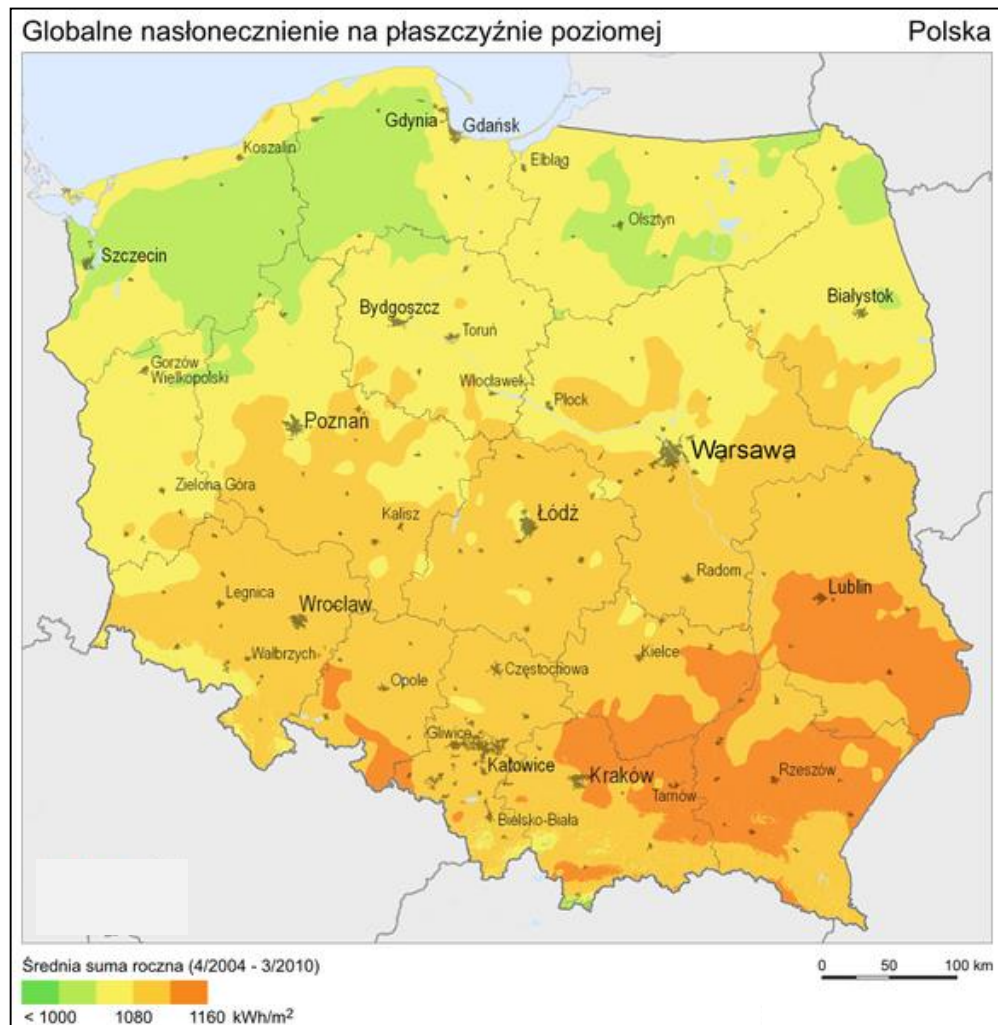 Globalne nasłonecznienie na płaszczyźnie poziomej
Polska
Gdynia
Gdańsk
Koszalin
Elbląg
Olsztyn
Szczecin
Białystok
Bydgoszcz
Toruń
Gorzów
Wielkopolski
Włocławek
Płock
Poznań
Warsawa
Zielona Góra
Kalisz
Łódź
Radom
Lublin
Legnica
Wrocław
Wałbrzych
Kielce
Częstochowa
Opole
Gliwice
Katowice
Kraków
Tarnów
Rzeszów
Bielsko-Biała
Średnia suma roczna (4/2004 - 3/2010)
0 50 100 km
< 1000 1080 1160 kWh/m²